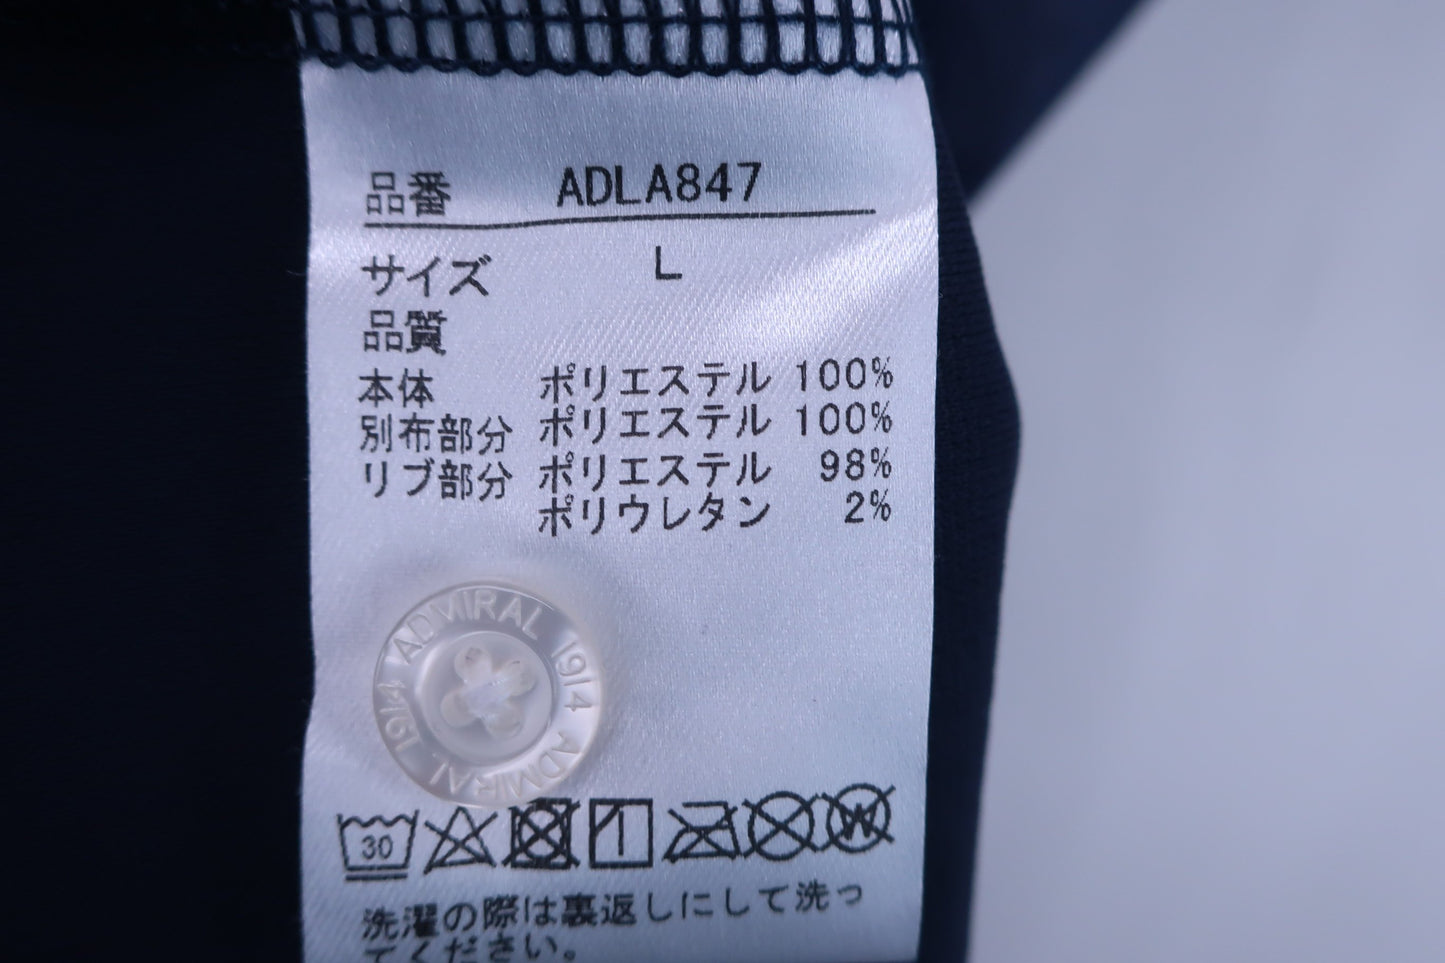 品番 ADLA847
サイズ L
品質
本体 ポリエステル 100%
別布部分 ポリエステル 100%
リブ部分 ポリエステル 98%
ポリウレタン 2%
ADMIRAL 1914 ADMIRAL 1914
30
W
洗濯の際は裏返しにして洗っ
てください。